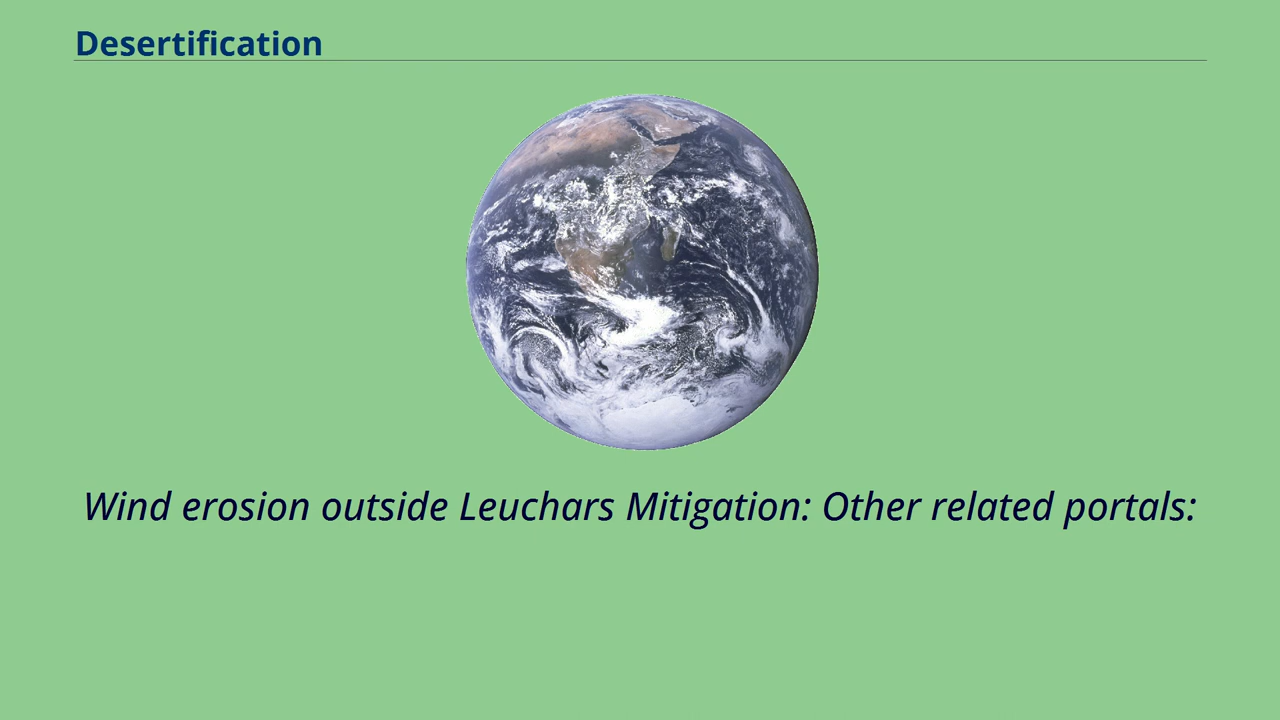 Desertification
Wind erosion outside Leuchars Mitigation: Other related portals: